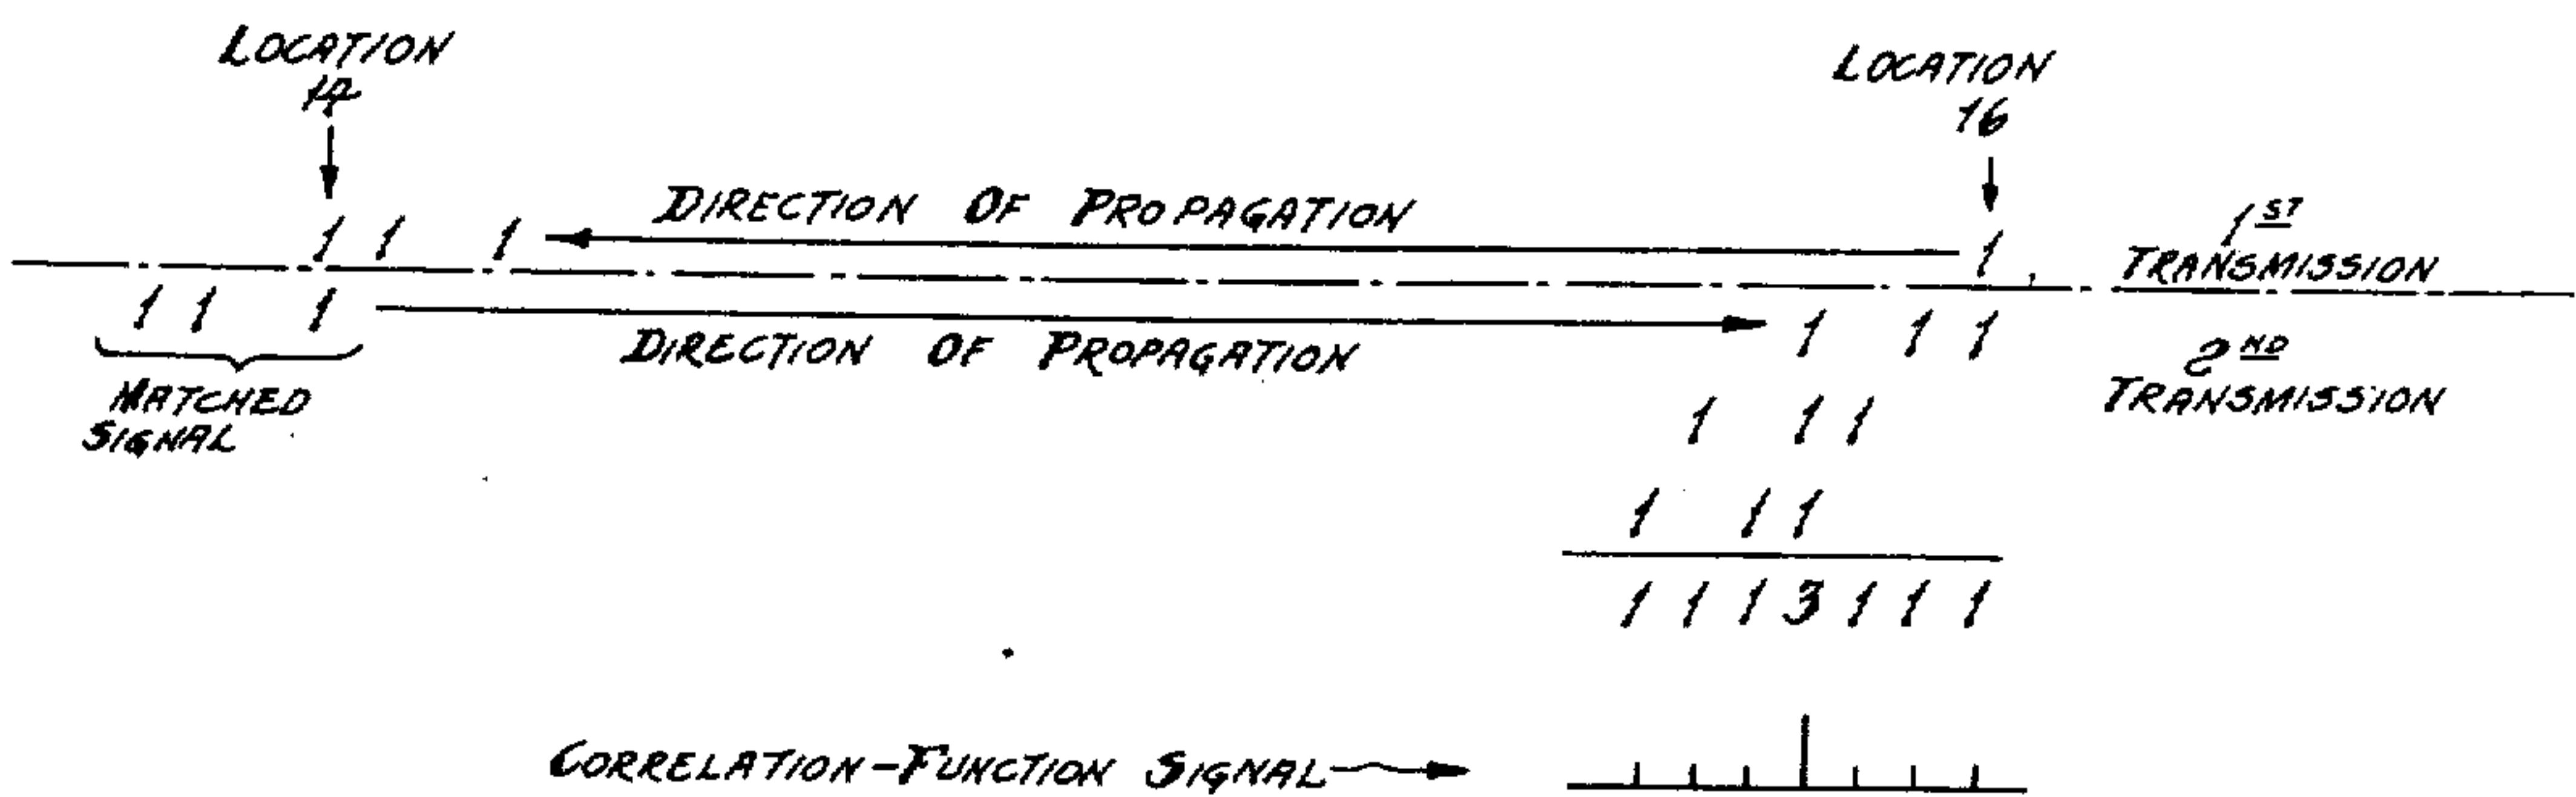 LOCATION
14
LOCATION
16
DIRECTION OF PROPAGATION
1 1 1
1
1ST
TRANSMISSION
1 1 1
DIRECTION OF PROPAGATION
1 1 1
2ND
TRANSMISSION
MATCHED
SIGNAL
1 1 1
1 1 1
1 1 1 3 1 1 1
CORRELATION-FUNCTION SIGNAL